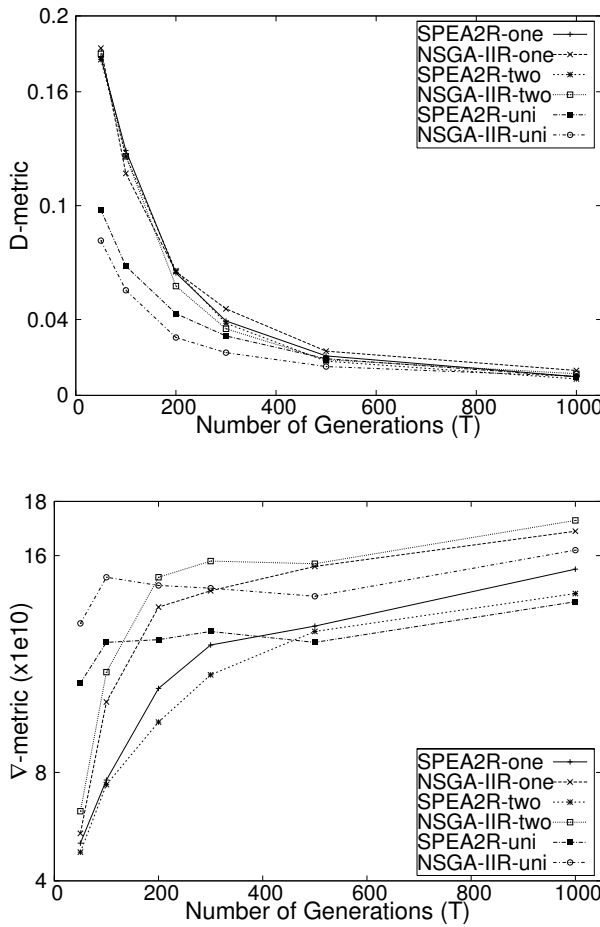 0.2
0.16
0.1
0.04
0
D-metric
SPEA2R-one
NSGA-IIR-one
SPEA2R-two
NSGA-IIR-two
SPEA2R-uni
NSGA-IIR-uni
0 200 400 600 800 1000
Number of Generations (T)
18
16
8
4
∇-metric (x1e10)
SPEA2R-one
NSGA-IIR-one
SPEA2R-two
NSGA-IIR-two
SPEA2R-uni
NSGA-IIR-uni
0 200 400 600 800 1000
Number of Generations (T)